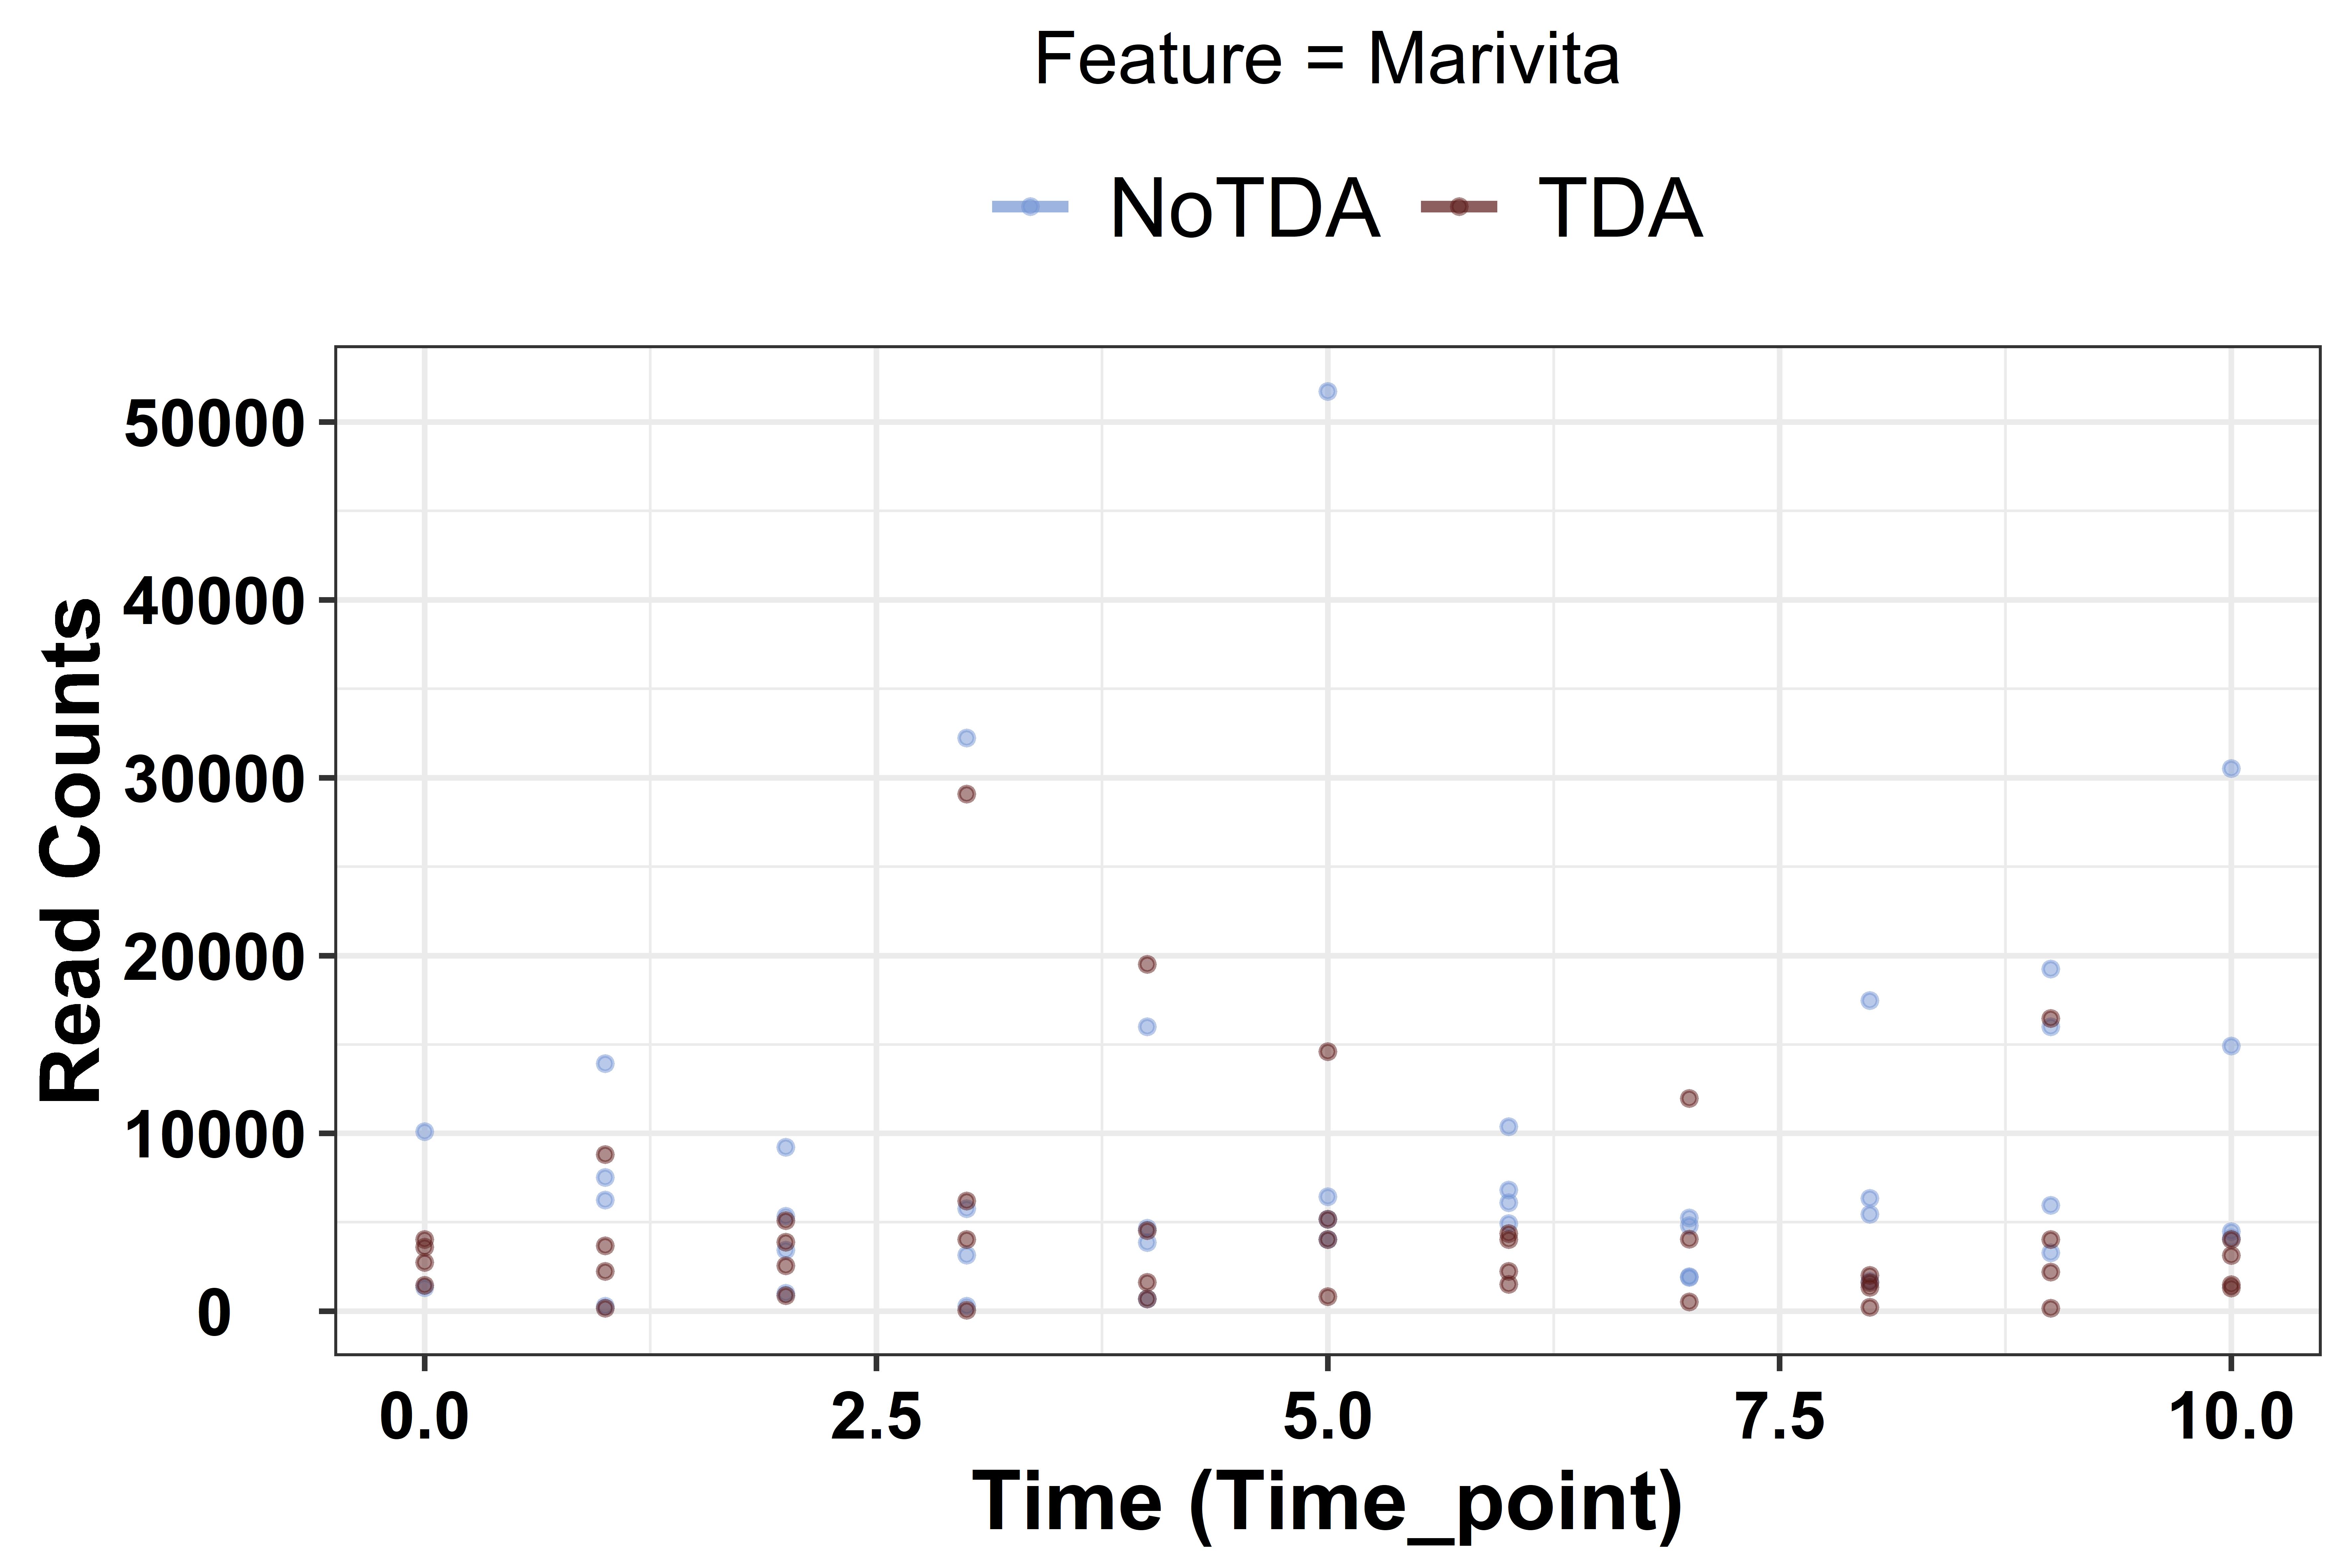 Feature = Marivita
NoTDA TDA
50000
40000
30000
20000
10000
0
Read Counts
0.0 2.5 5.0 7.5 10.0
Time (Time_point)